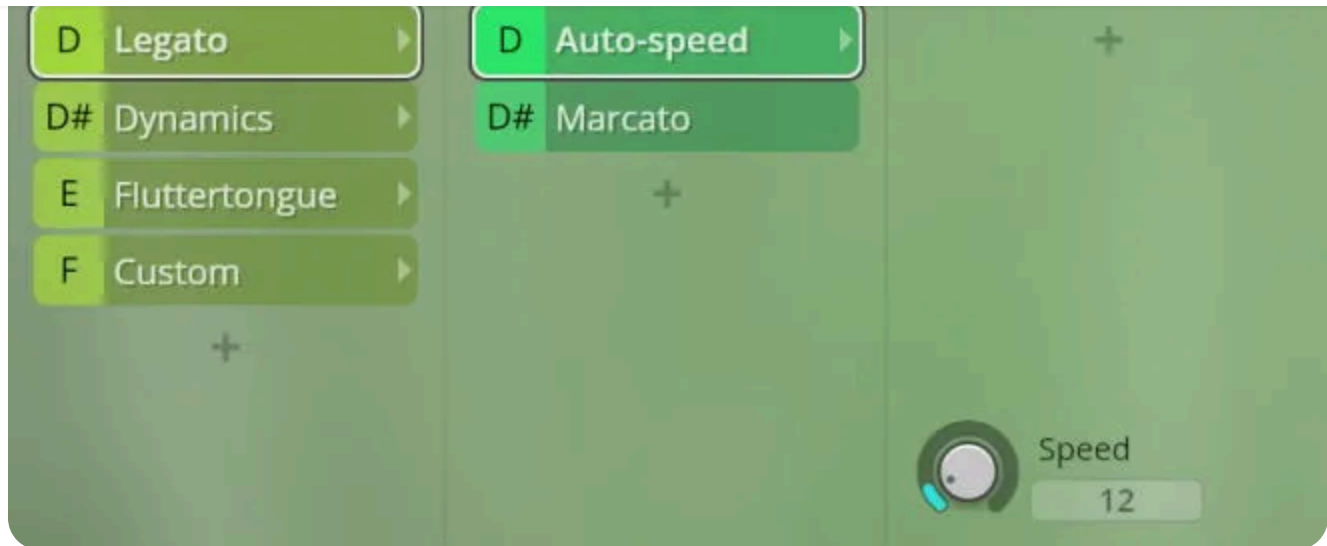 D Legato
D# Dynamics
E Fluttertongue
F Custom
+
D Auto-speed
D# Marcato
+
+
Speed
12